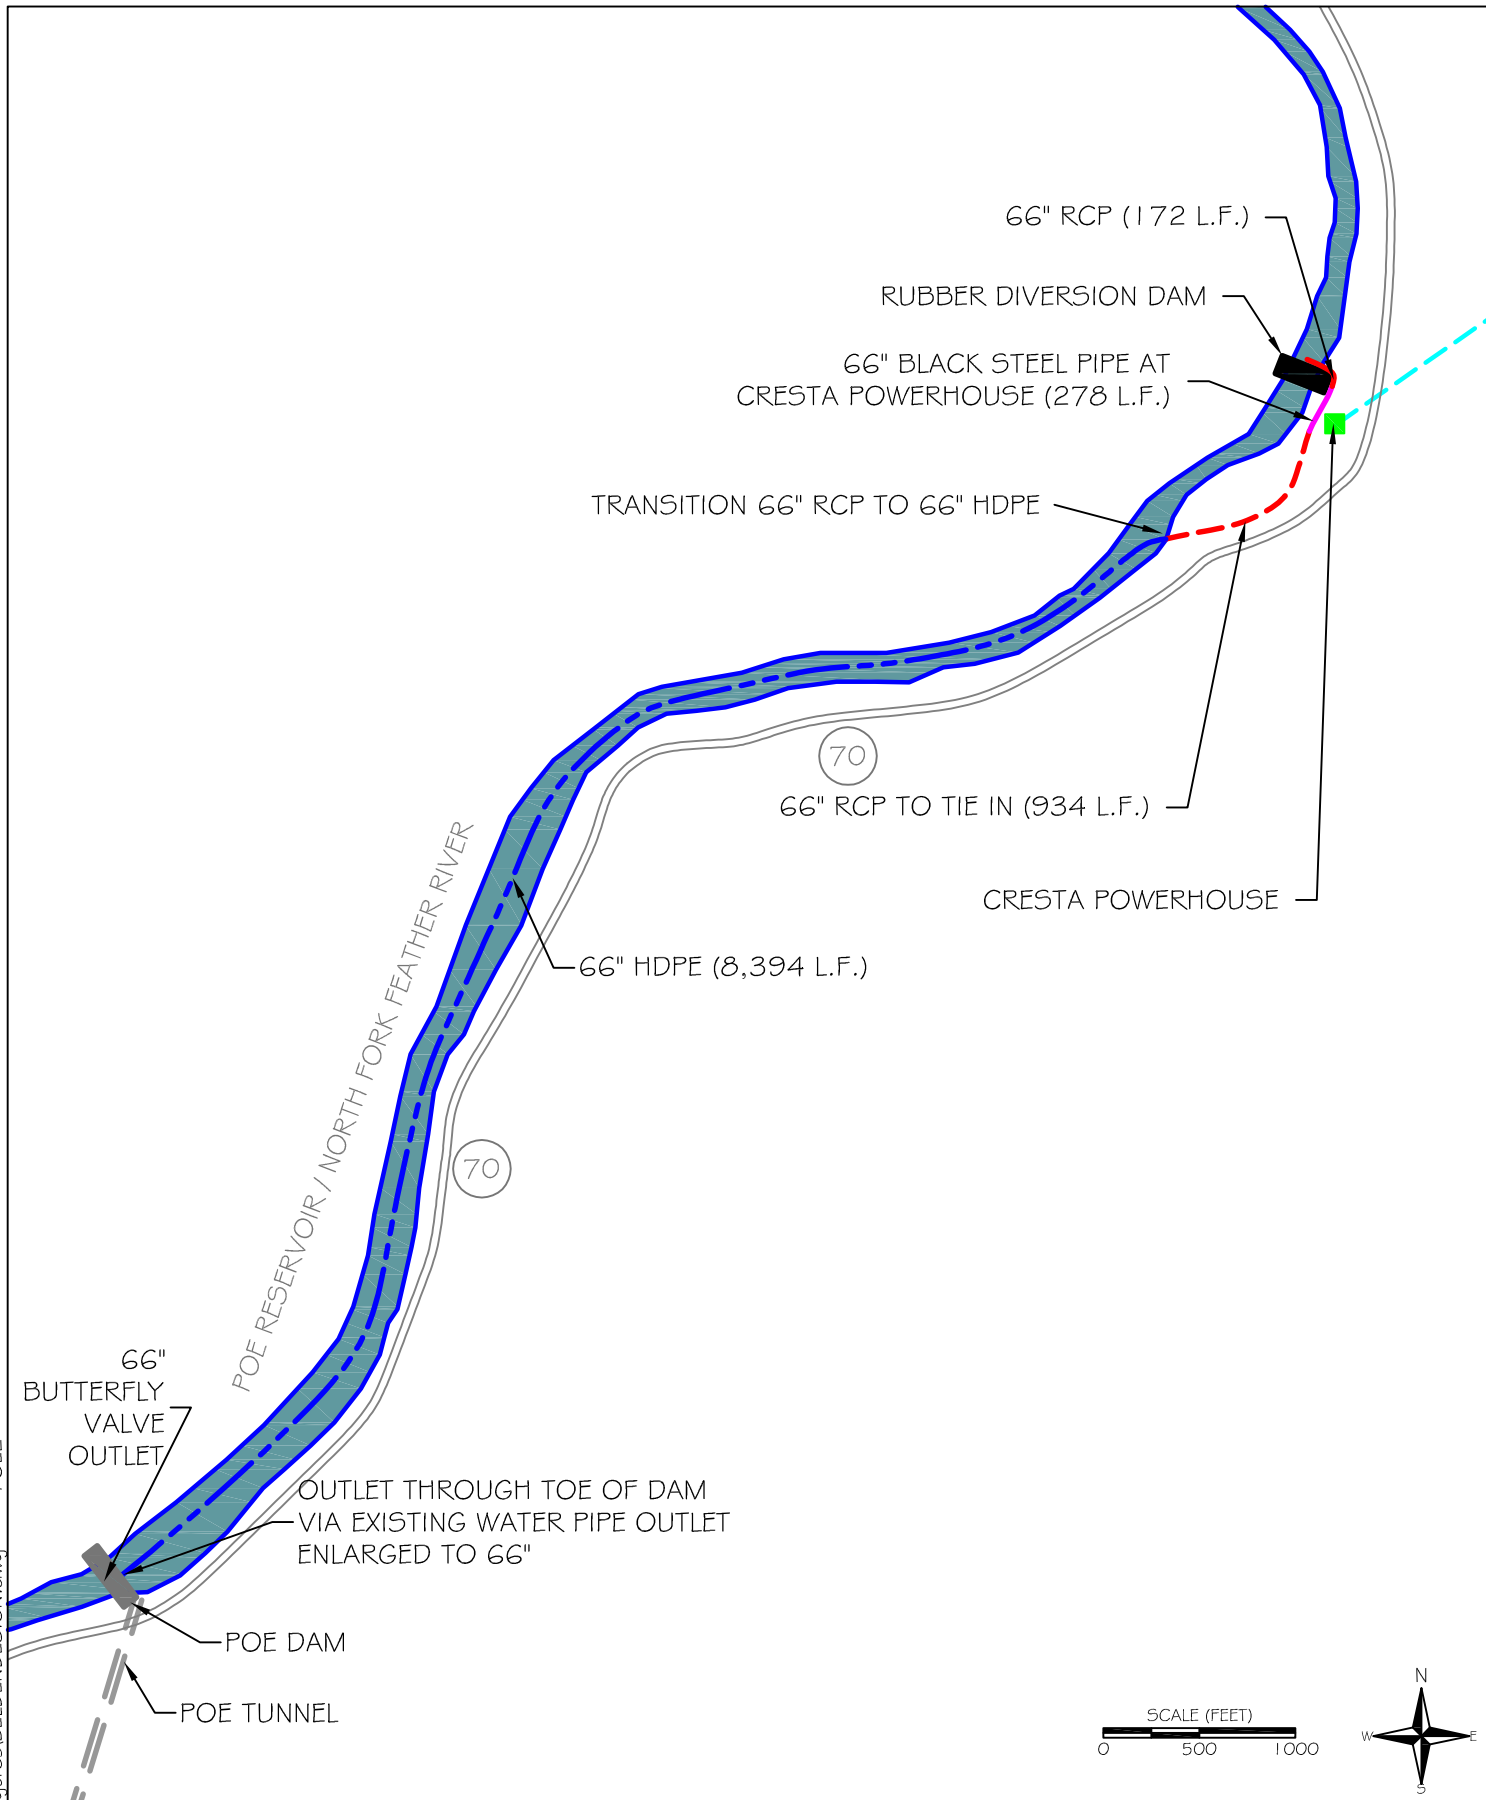 66" RCP (172 L.F.)
RUBBER DIVERSION DAM
66" BLACK STEEL PIPE AT
CRESTA POWERHOUSE (278 L.F.)
TRANSITION 66" RCP TO 66" HDPE
70
66" RCP TO TIE IN (934 L.F.)
CRESTA POWERHOUSE
66" HDPE (8,394 L.F.)
POE RESERVOIR / NORTH FORK FEATHER RIVER
70
66"
BUTTERFLY
VALVE
OUTLET
OUTLET THROUGH TOE OF DAM
VIA EXISTING WATER PIPE OUTLET
ENLARGED TO 66"
POE DAM
POE TUNNEL
SCALE (FEET)
0 500 1000
N
W E
S